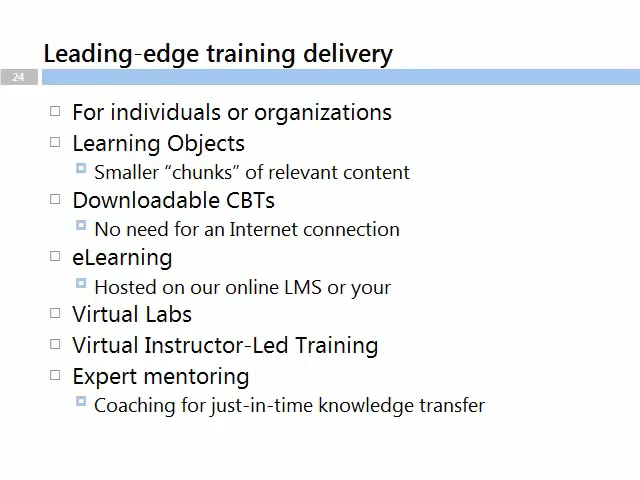 Leading-edge training delivery
24
For individuals or organizations
Learning Objects
Smaller “chunks” of relevant content
Downloadable CBTs
No need for an Internet connection
eLearning
Hosted on our online LMS or your
Virtual Labs
Virtual Instructor-Led Training
Expert mentoring
Coaching for just-in-time knowledge transfer